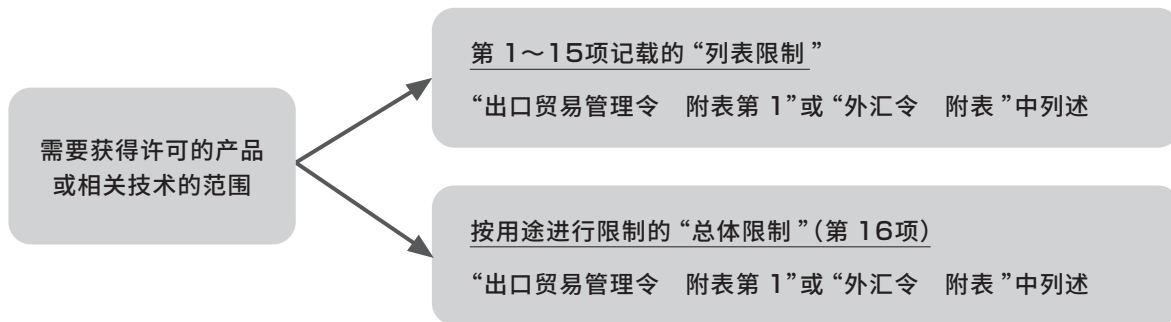 需要获得许可的产品
或相关技术的范围
第 1～15项记载的 “列表限制 ”
“出口贸易管理令　附表第 1”或 “外汇令　附表 ”中列述
按用途进行限制的 “总体限制 ”（第 16项）
“出口贸易管理令　附表第 1”或 “外汇令　附表 ”中列述